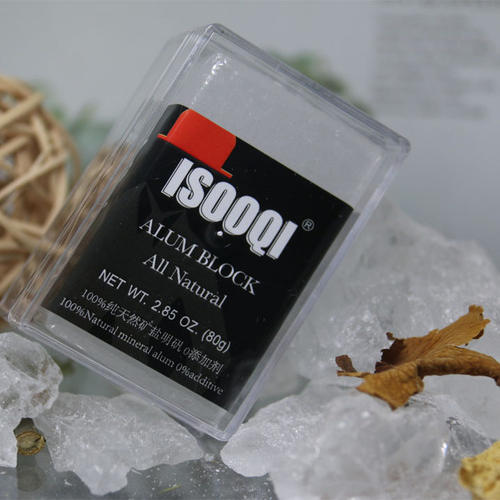 ISQOQI ®
ALUM BLOCK
All Natural
NET WT. 2.85 OZ. (80g)
100%纯天然矿盐明矾 0添加剂
100%Natural mineral alum 0%additive